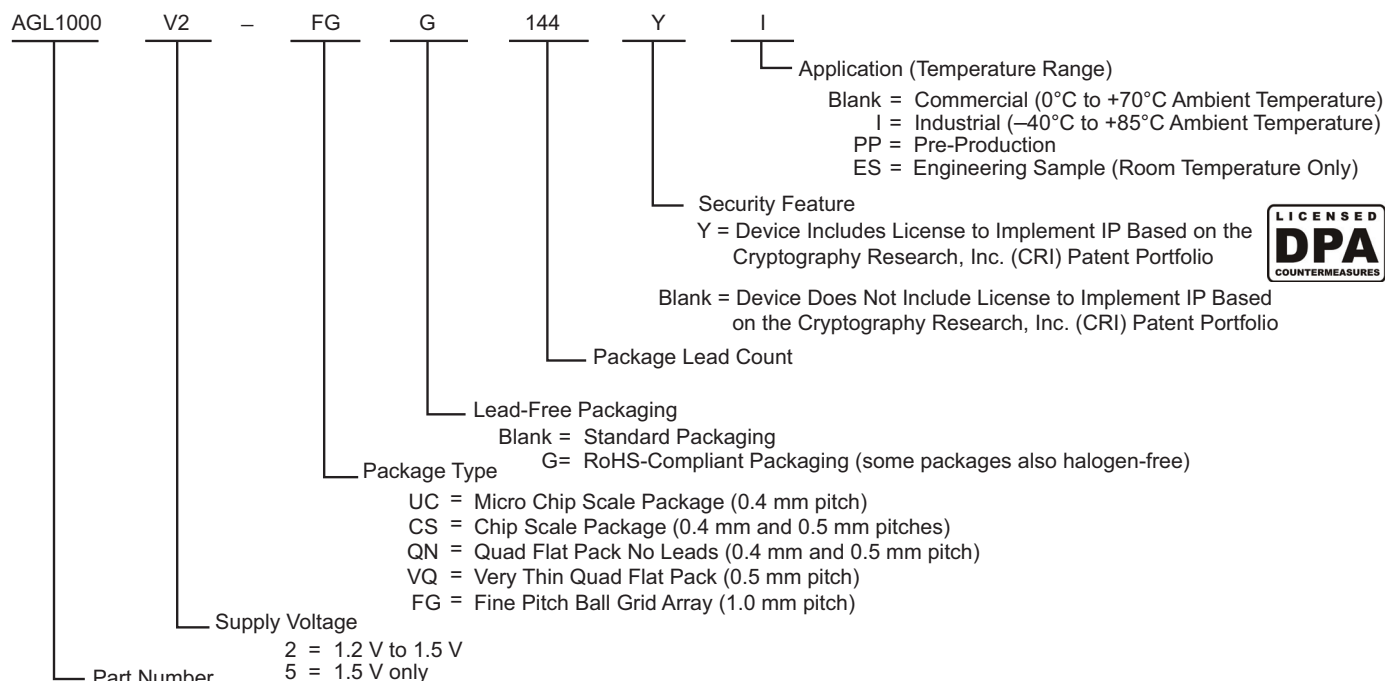 AGL1000 V2 – FG G 144 Y I
Application (Temperature Range)
Blank = Commercial (0°C to +70°C Ambient Temperature)
I = Industrial (–40°C to +85°C Ambient Temperature)
PP = Pre-Production
ES = Engineering Sample (Room Temperature Only)
Security Feature
Y = Device Includes License to Implement IP Based on the
Cryptography Research, Inc. (CRI) Patent Portfolio
LICENSED
DPA
COUNTERMEASURES
Blank = Device Does Not Include License to Implement IP Based
on the Cryptography Research, Inc. (CRI) Patent Portfolio
Package Lead Count
Lead-Free Packaging
Blank = Standard Packaging
G= RoHS-Compliant Packaging (some packages also halogen-free)
Package Type
UC = Micro Chip Scale Package (0.4 mm pitch)
CS = Chip Scale Package (0.4 mm and 0.5 mm pitches)
QN = Quad Flat Pack No Leads (0.4 mm and 0.5 mm pitch)
VQ = Very Thin Quad Flat Pack (0.5 mm pitch)
FG = Fine Pitch Ball Grid Array (1.0 mm pitch)
Supply Voltage
2 = 1.2 V to 1.5 V
5 = 1.5 V only
Part Number